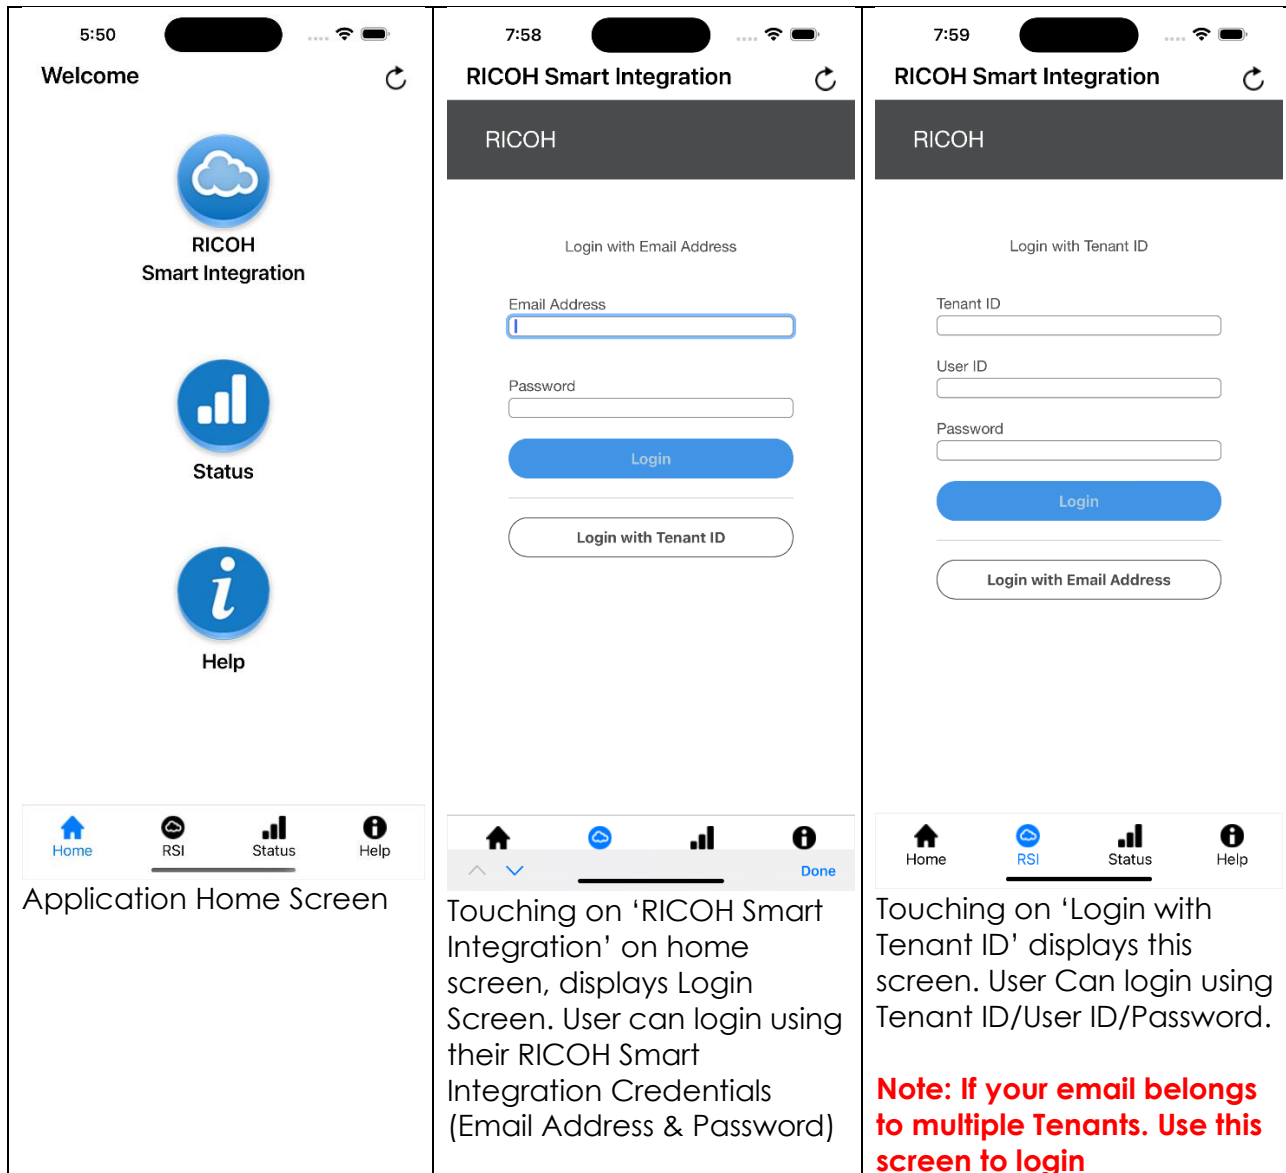 5:50
Welcome
RICOH
Smart Integration
Status
Help
Home
RSI
Status
Help
Application Home Screen
7:58
RICOH Smart Integration
RICOH
Login with Email Address
Email Address
Password
Login
Login with Tenant ID
Done
Touching on ‘RICOH Smart
Integration’ on home
screen, displays Login
Screen. User can login using
their RICOH Smart
Integration Credentials
(Email Address & Password)
7:59
RICOH Smart Integration
RICOH
Login with Tenant ID
Tenant ID
User ID
Password
Login
Login with Email Address
Home
RSI
Status
Help
Touching on ‘Login with
Tenant ID’ displays this
screen. User Can login using
Tenant ID/User ID/Password.
Note: If your email belongs
to multiple Tenants. Use this
screen to login